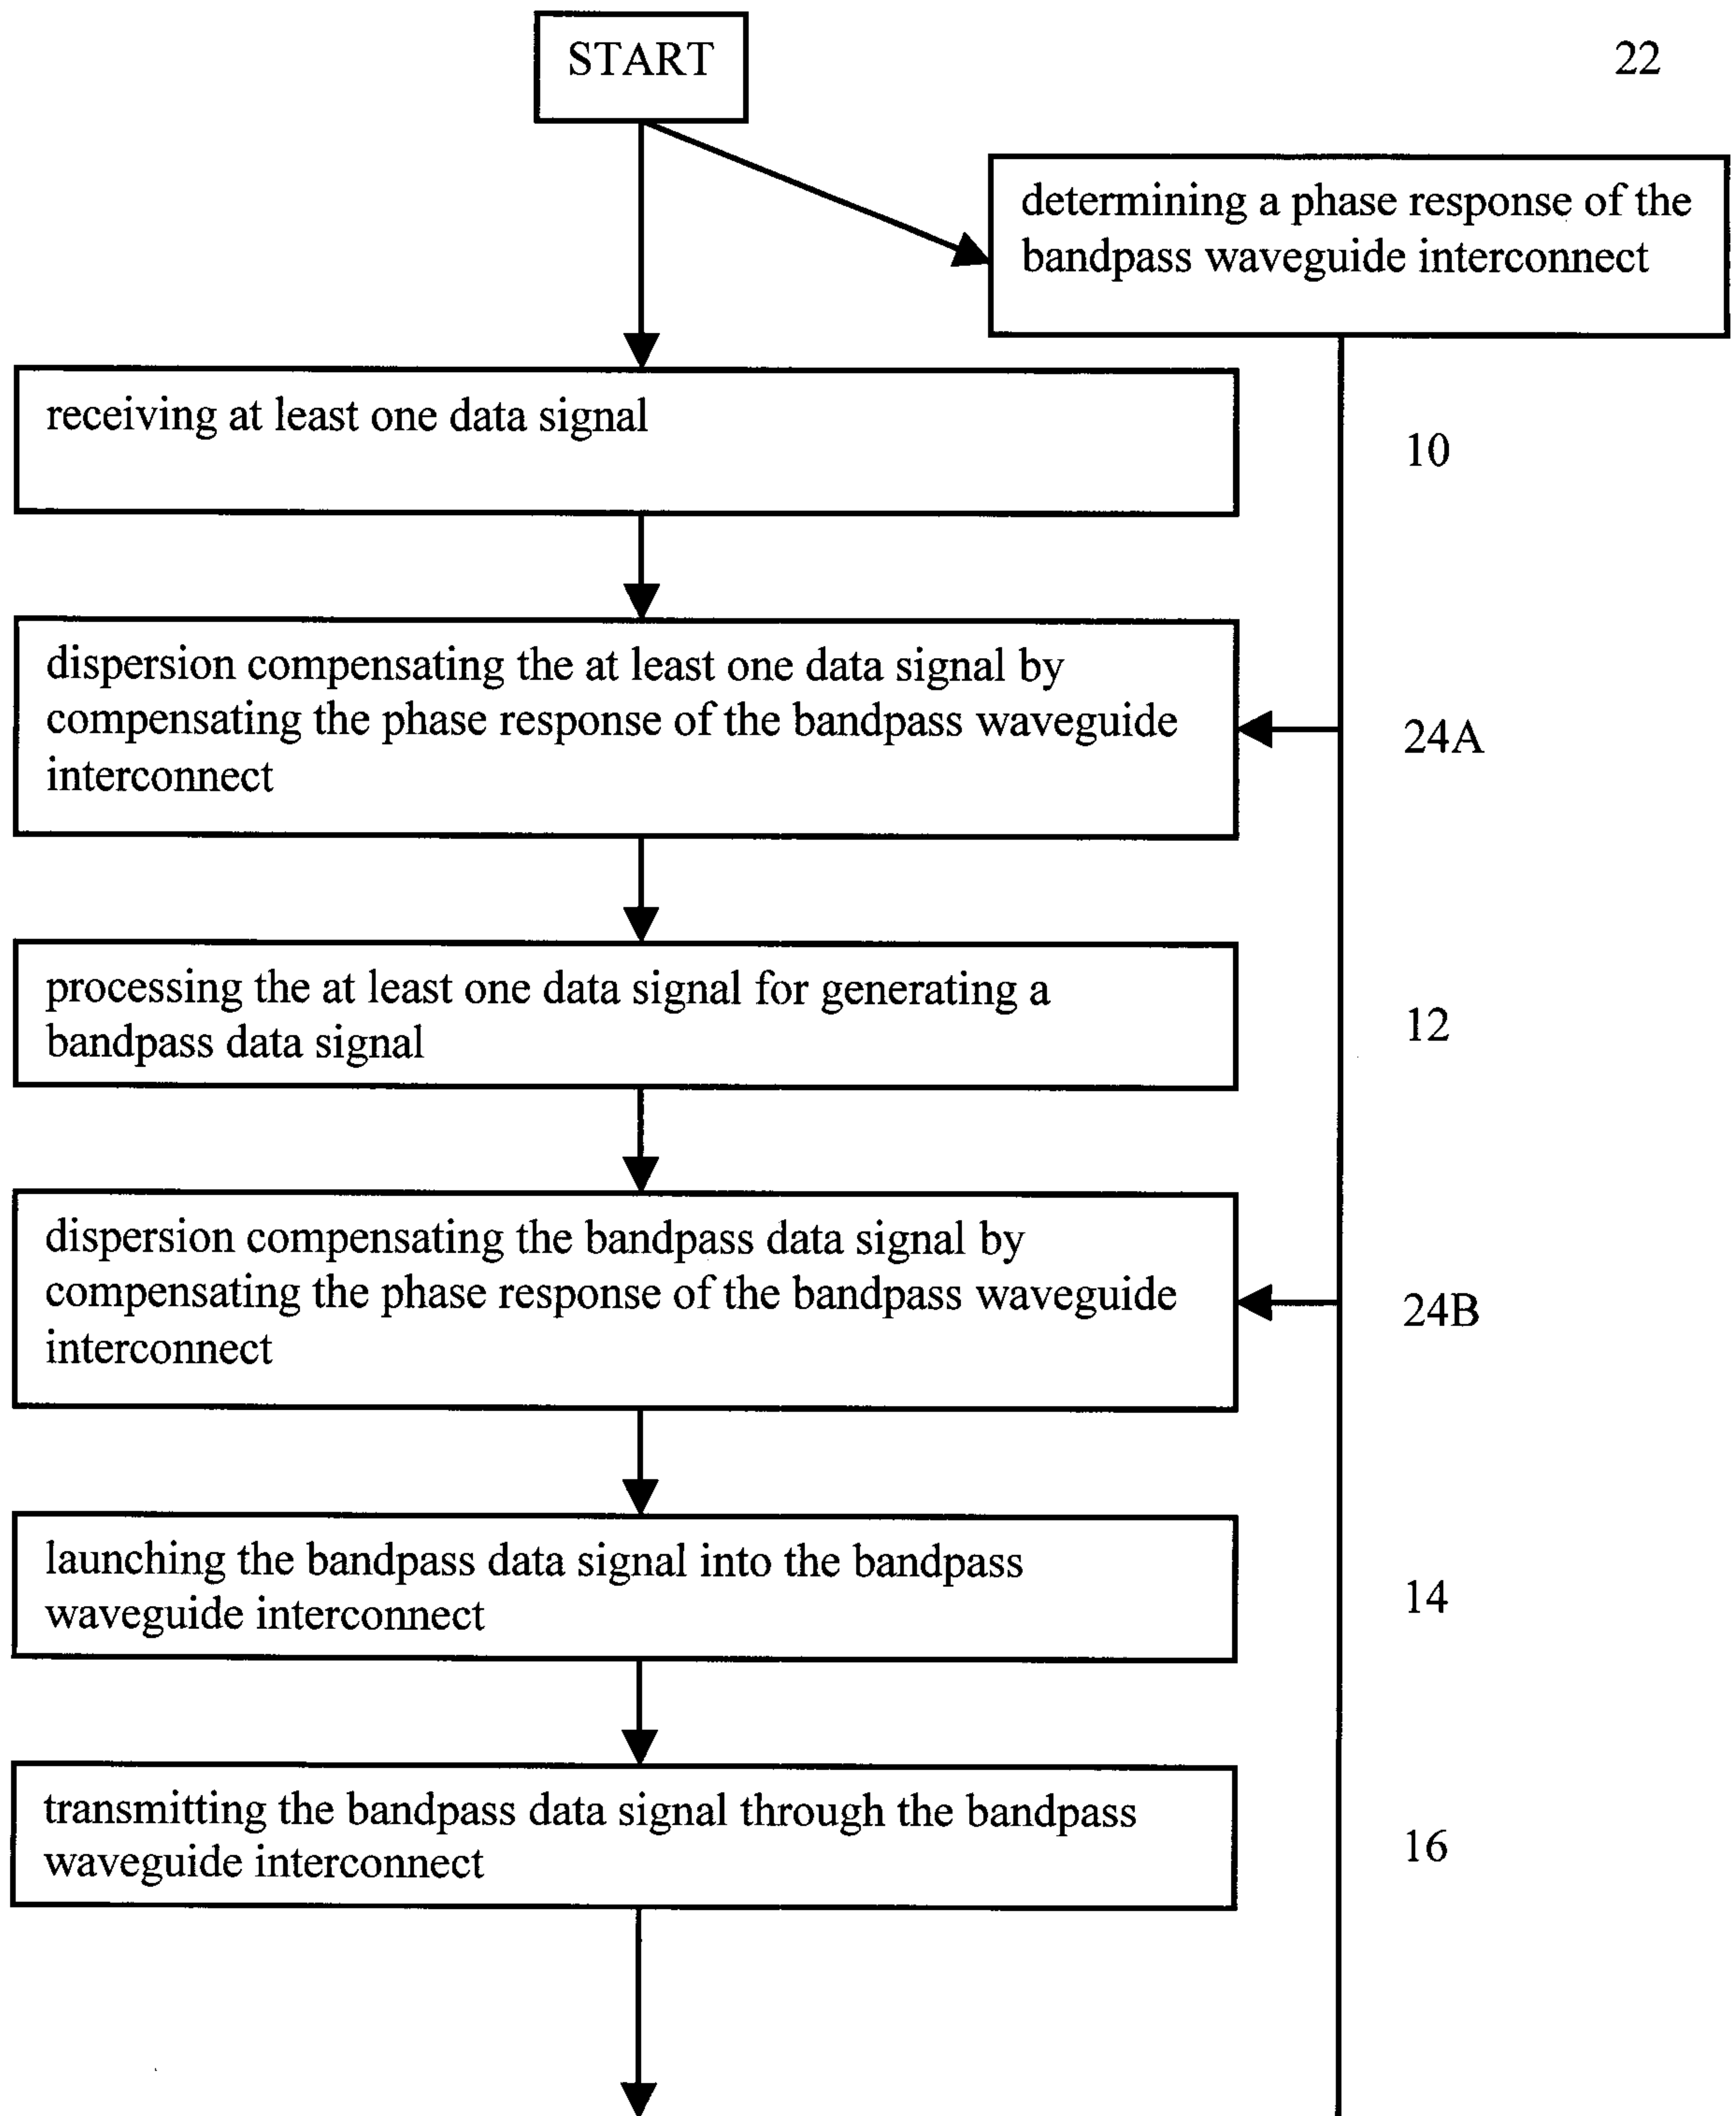 START
22
determining a phase response of the
bandpass waveguide interconnect
receiving at least one data signal
10
dispersion compensating the at least one data signal by
compensating the phase response of the bandpass waveguide
interconnect
24A
processing the at least one data signal for generating a
bandpass data signal
12
dispersion compensating the bandpass data signal by
compensating the phase response of the bandpass waveguide
interconnect
24B
launching the bandpass data signal into the bandpass
waveguide interconnect
14
transmitting the bandpass data signal through the bandpass
waveguide interconnect
16